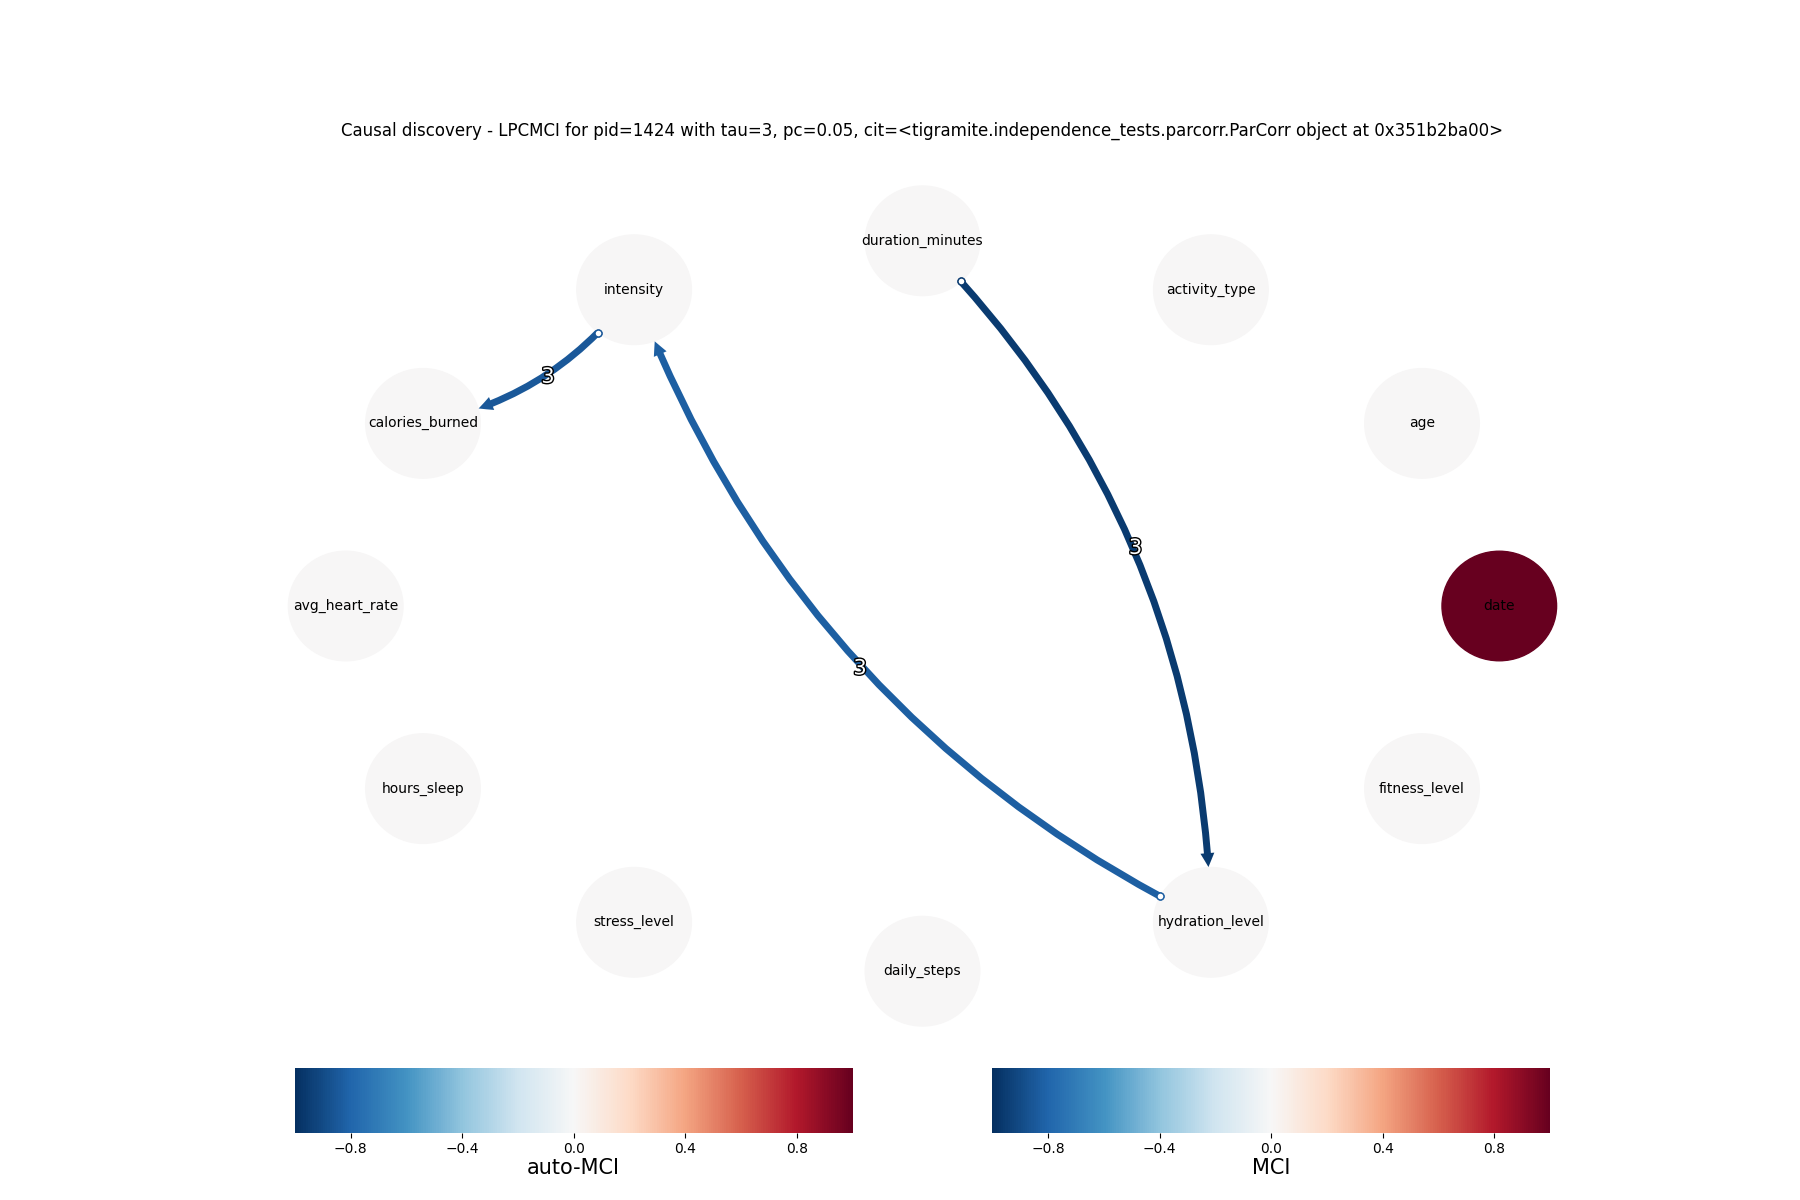 Causal discovery - LPCMCI for pid=1424 with tau=3, pc=0.05, cit=<tigramite.independence_tests.parcorr.ParCorr object at 0x351b2ba00>
duration_minutes
intensity
activity_type
3
calories_burned
age
3
avg_heart_rate
date
3
hours_sleep
fitness_level
stress_level
hydration_level
daily_steps
−0.8 −0.4 0.0 0.4 0.8
auto-MCI
−0.8 −0.4 0.0 0.4 0.8
MCI